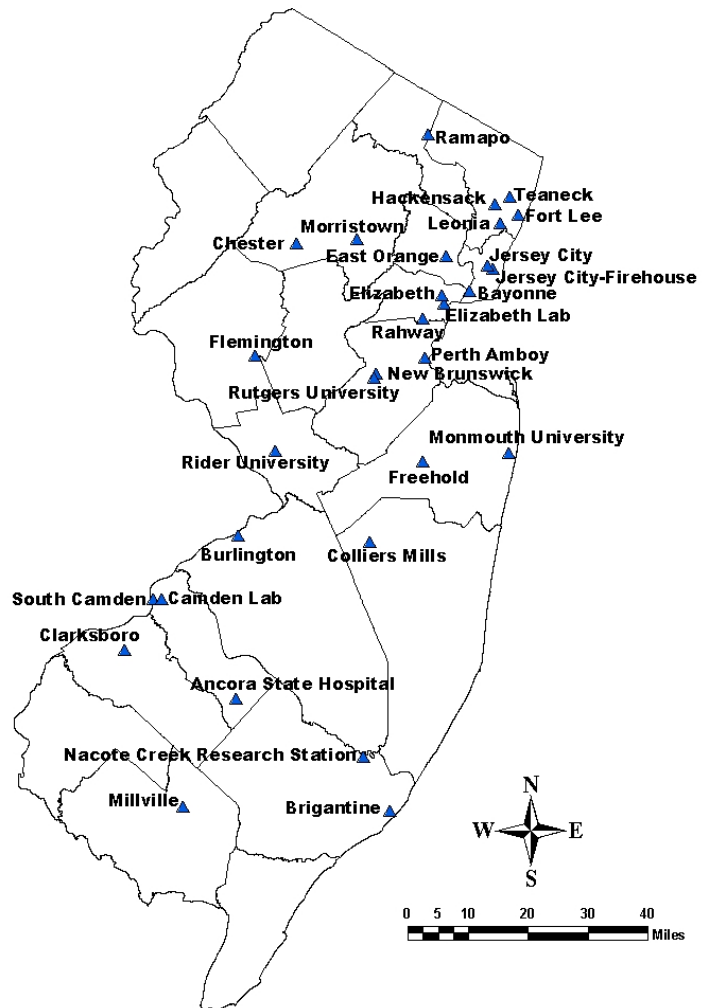 Ramapo
Hackensack
Teaneck
Leonia
Fort Lee
Morristown
Chester
East Orange
Jersey City
Jersey City-Firehouse
Elizabeth
Bayonne
Elizabeth Lab
Rahway
Flemington
Perth Amboy
New Brunswick
Rutgers University
Monmouth University
Rider University
Freehold
Burlington
Colliers Mills
South Camden
Camden Lab
Clarksboro
Ancora State Hospital
Nacote Creek Research Station
Millville
Brigantine
N
W
E
S
0 5 10 20 30 40
Miles